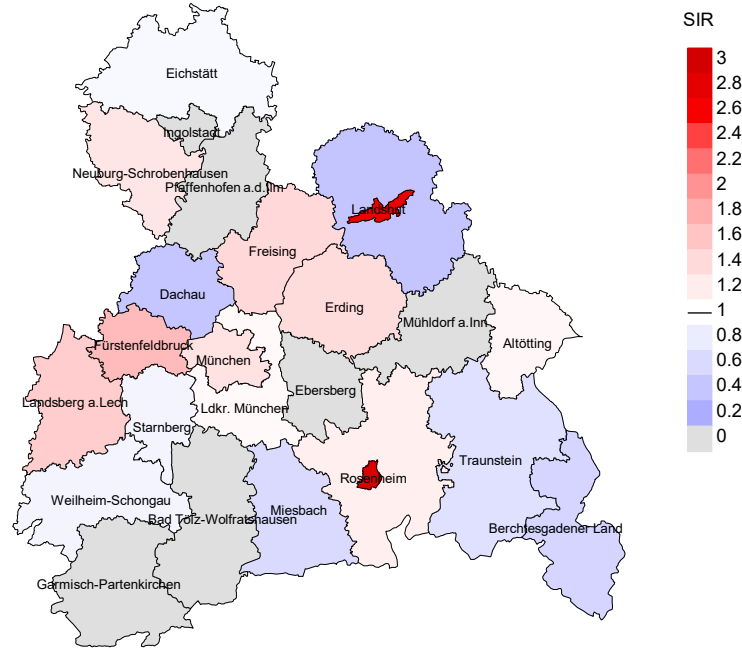 SIR
3
2.8
2.6
2.4
2.2
2
1.8
1.6
1.4
1.2
1
0.8
0.6
0.4
0.2
0
Eichstätt
Ingolstadt
Neuburg-Schrobenhausen
Pfaffenhofen a.d.Ilm
Landshut
Freising
Dachau
Erding
Mühldorf a.Inn
Altötting
Fürstenfeldbruck
München
Ebersberg
Landsberg a.Lech
Ldkr. München
Starnberg
Traunstein
Rosenheim
Weilheim-Schongau
Miesbach
Bad Tölz-Wolfratshausen
Berchtesgadener Land
Garmisch-Partenkirchen